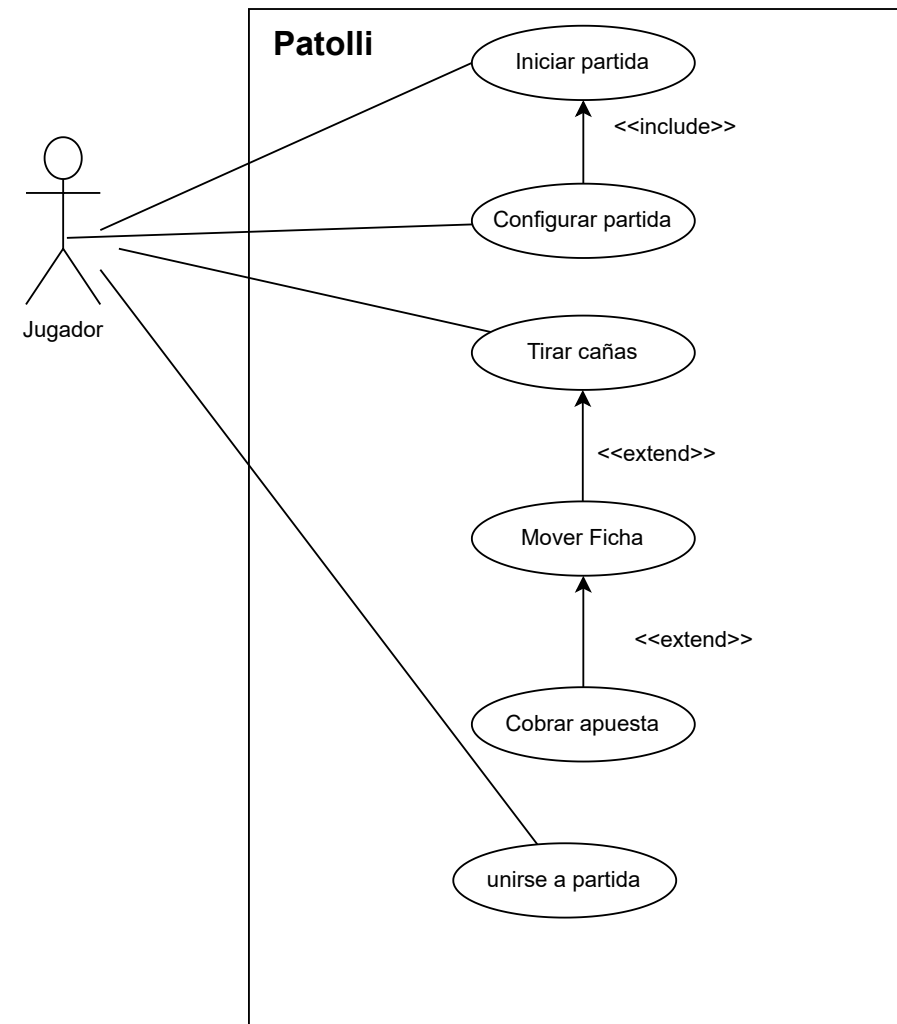 Patolli
Iniciar partida
<<include>>
Configurar partida
Jugador
Tirar cañas
<<extend>>
Mover Ficha
<<extend>>
Cobrar apuesta
unirse a partida